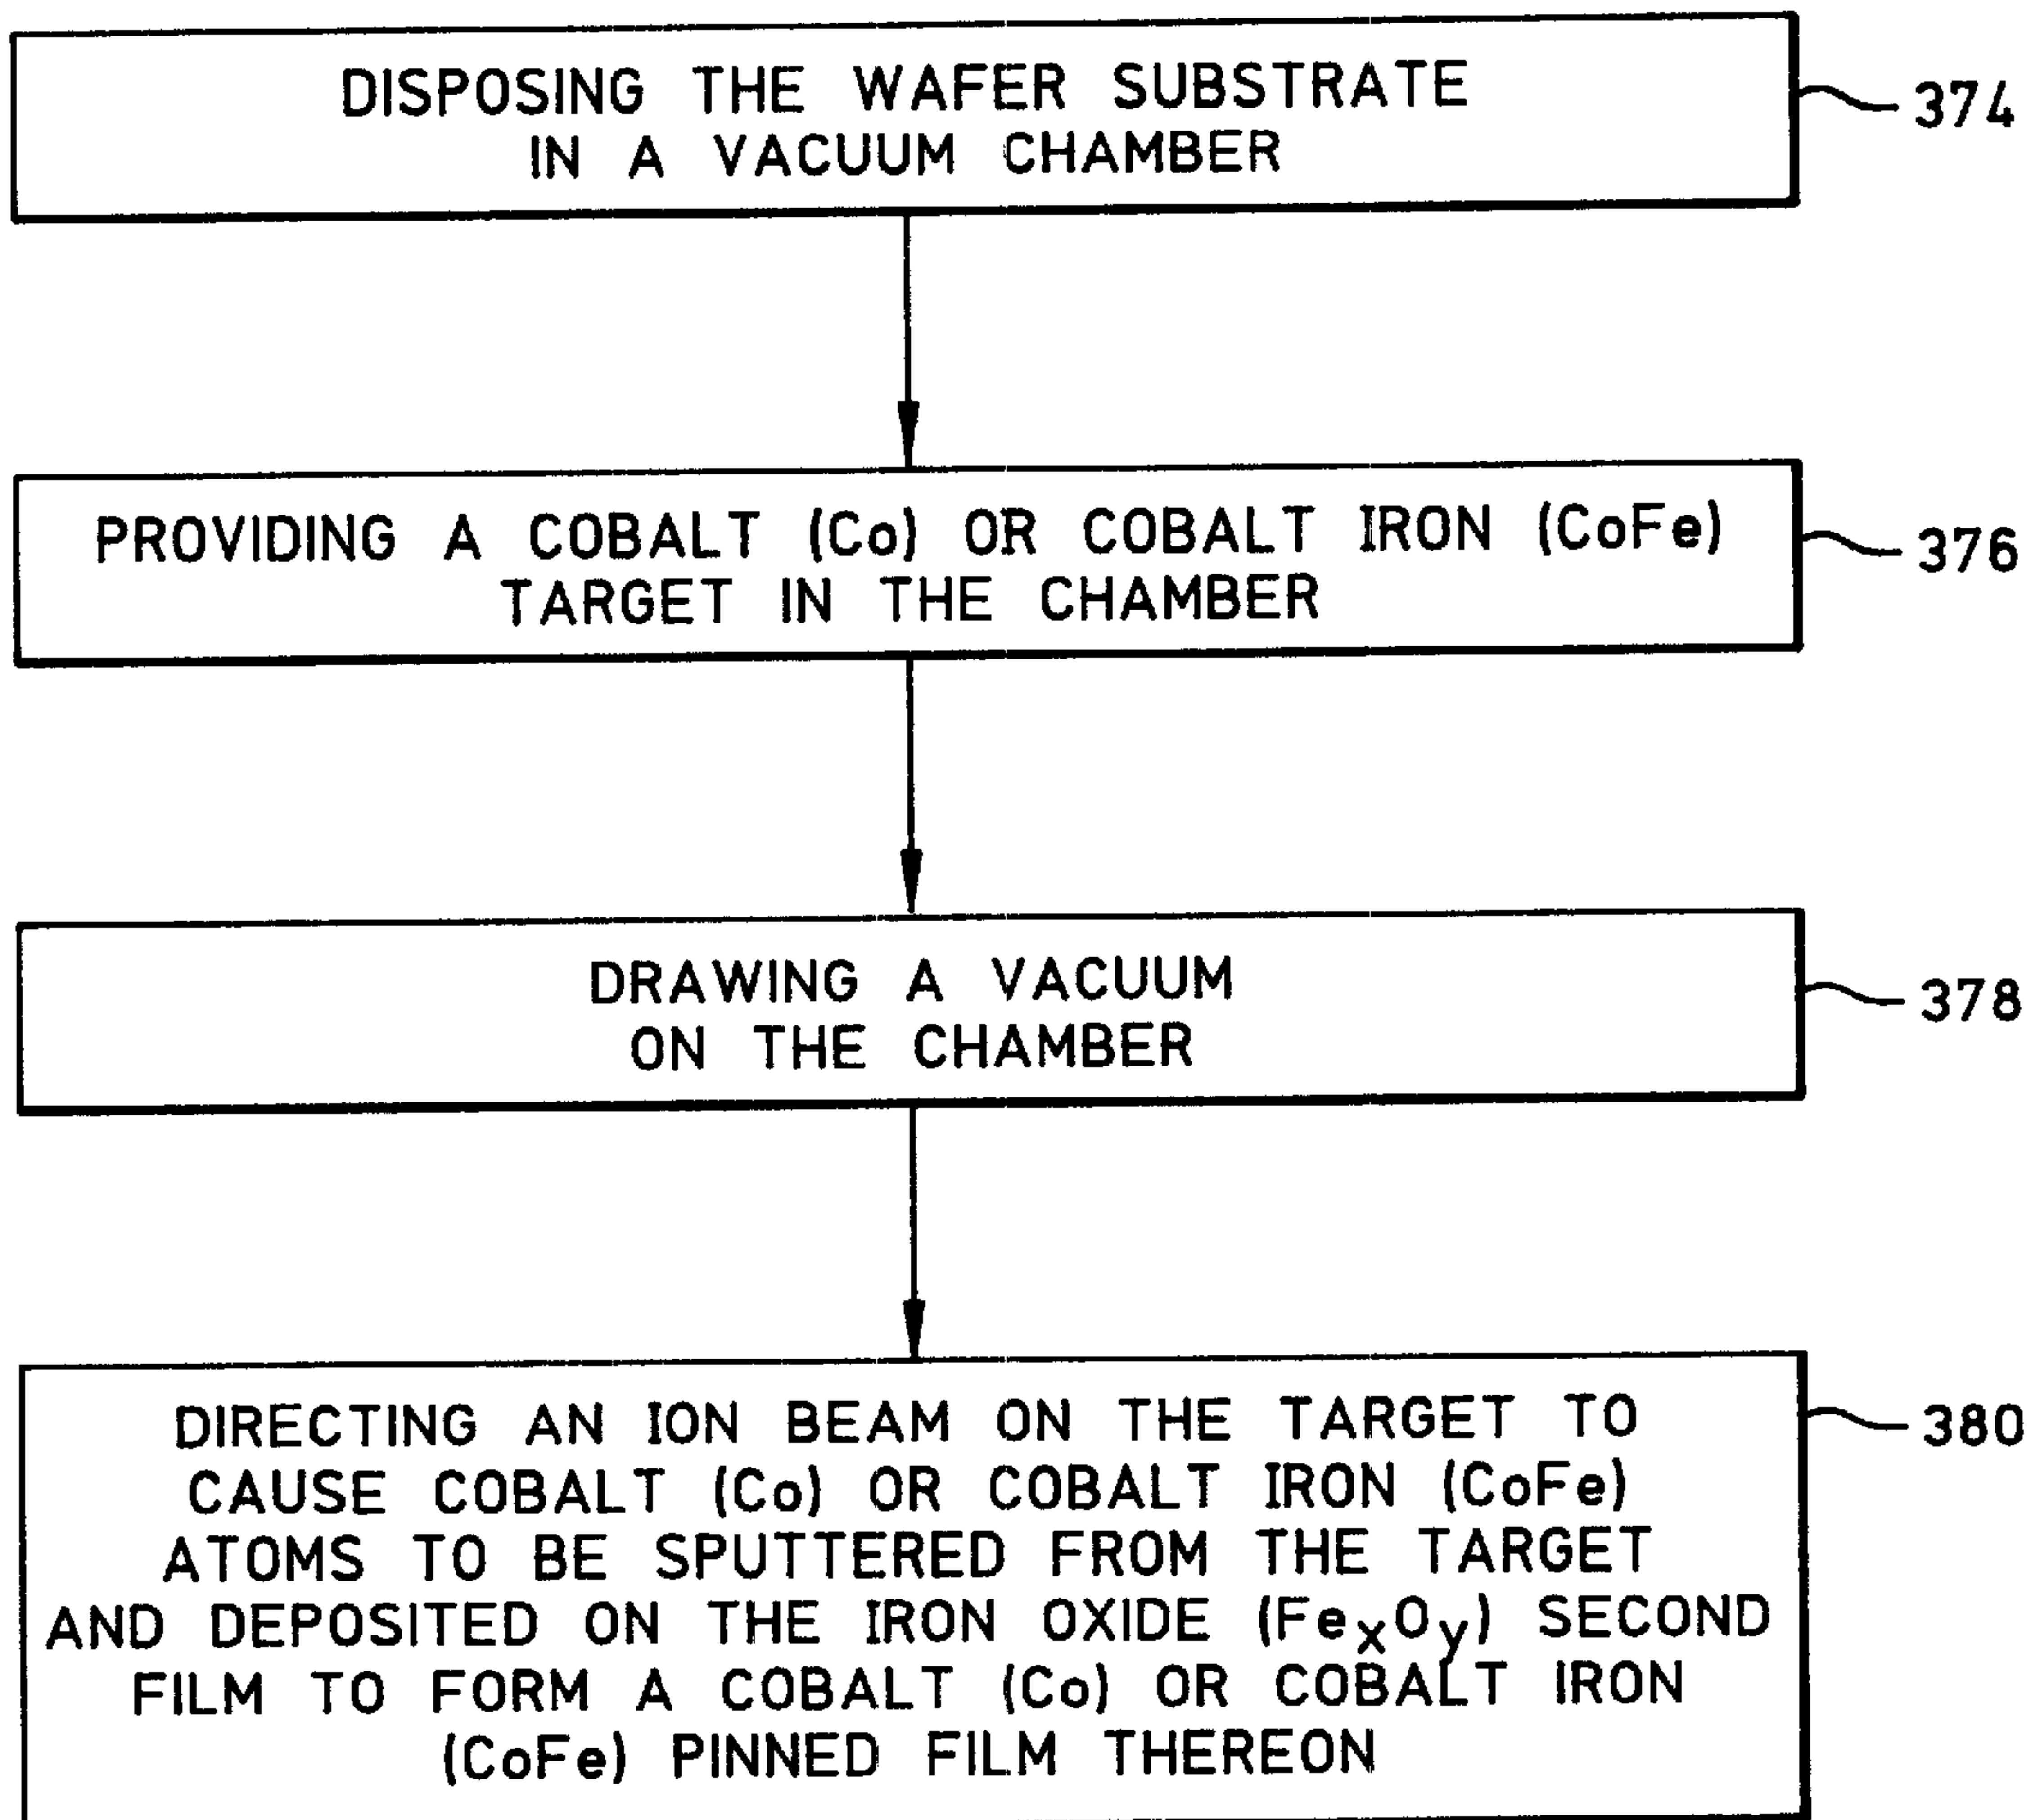 DISPOSING THE WAFER SUBSTRATE
IN A VACUUM CHAMBER
374
PROVIDING A COBALT (Co) OR COBALT IRON (CoFe)
TARGET IN THE CHAMBER
376
DRAWING A VACUUM
ON THE CHAMBER
378
DIRECTING AN ION BEAM ON THE TARGET TO
CAUSE COBALT (Co) OR COBALT IRON (CoFe)
ATOMS TO BE SPUTTERED FROM THE TARGET
AND DEPOSITED ON THE IRON OXIDE (FexOy) SECOND
FILM TO FORM A COBALT (Co) OR COBALT IRON
(CoFe) PINNED FILM THEREON
380